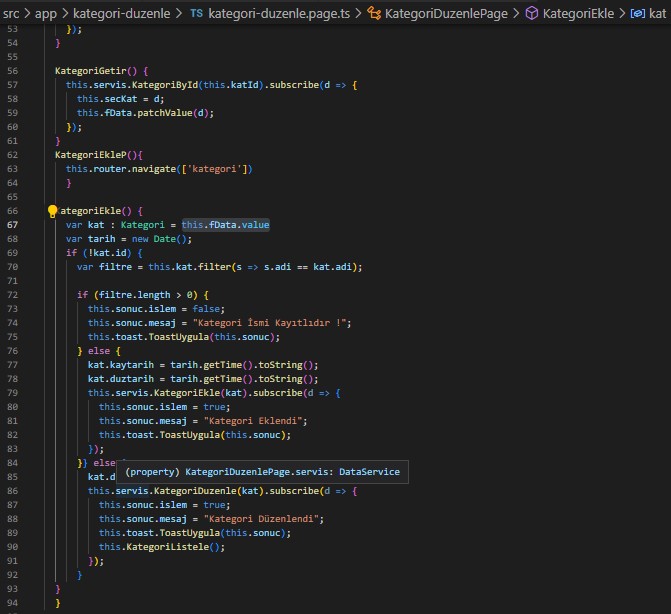 src > app > kategori-duzenle > TS kategori-duzenle.page.ts > KategoriDuzenlePage > KategoriEkle > kat
53 });
54 }
55
56 KategoriGetir() {
57 this.servis.KategoriById(this.katId).subscribe(d => {
58 this.secKat = d;
59 this.fData.patchValue(d);
60 });
61 }
62 KategoriEkleP(){
63 this.router.navigate(['kategori'])
64 }
65
66 ategoriEkle() {
67 var kat : Kategori = this.fData.value
68 var tarih = new Date();
69 if (!kat.id) {
70 var filtre = this.kat.filter(s => s.adi == kat.adi);
71
72 if (filtre.length > 0) {
73 this.sonuc.islem = false;
74 this.sonuc.mesaj = "Kategori İsmi Kayıtlıdır !";
75 this.toast.ToastUygula(this.sonuc);
76 } else {
77 kat.kaytarih = tarih.getTime().toString();
78 kat.duztarih = tarih.getTime().toString();
79 this.servis.KategoriEkle(kat).subscribe(d => {
80 this.sonuc.islem = true;
81 this.sonuc.mesaj = "Kategori Eklendi";
82 this.toast.ToastUygula(this.sonuc);
83 });
84 }} else
(property) KategoriDuzenlePage.servis: DataService
85 kat.d
86 this.servis.KategoriDuzenle(kat).subscribe(d => {
87 this.sonuc.islem = true;
88 this.sonuc.mesaj = "Kategori Düzenlendi";
89 this.toast.ToastUygula(this.sonuc);
90 this.KategoriListele();
91 });
92 }
93 }
94 }